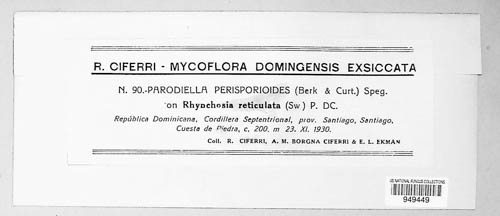 R. CIFERRI - MYCOFLORA DOMINGENSIS EXSICCATA
N. 90.-PARODIELLA PERISPORIOIDES (Berk & Curt.) Speg.
on Rhynchosia reticulata (Sw) P. DC.
República Dominicana, Cordillera Septentrional, prov. Santiago, Santiago,
Cuesta de Piedra, c, 200. m 23. XI. 1930.
Coll. R. CIFERRI, A. M. BORGNA CIFERRI & E. L. EKMAN
US NATIONAL FUNGUS COLLECTIONS
949449